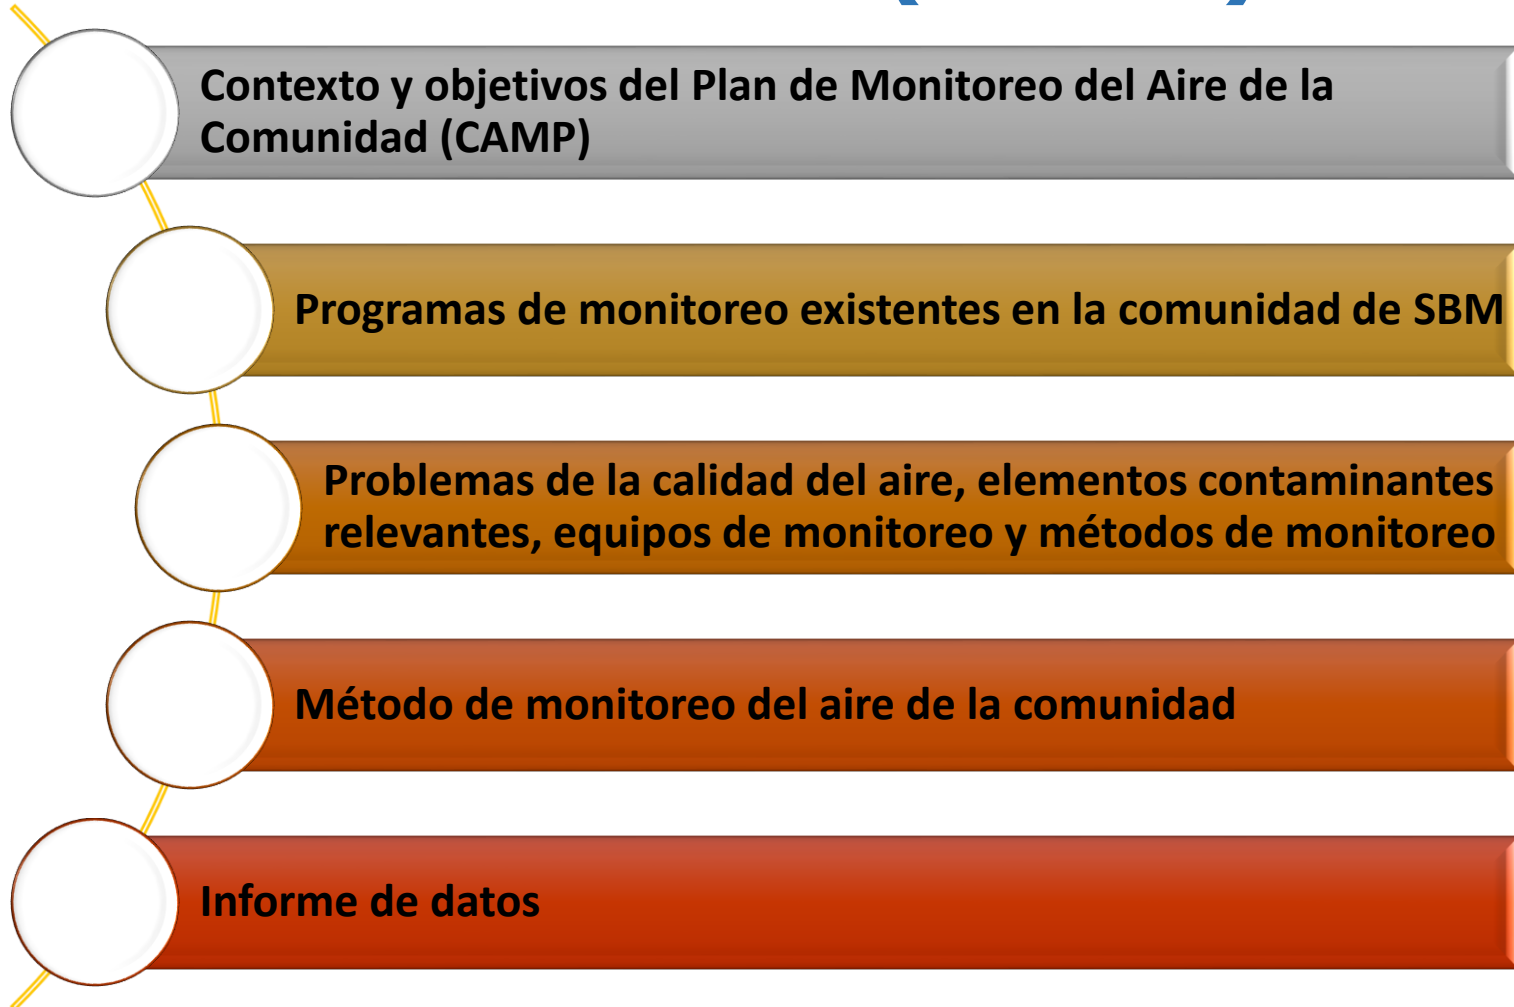 Contexto y objetivos del Plan de Monitoreo del Aire de la
Comunidad (CAMP)
Programas de monitoreo existentes en la comunidad de SBM
Problemas de la calidad del aire, elementos contaminantes
relevantes, equipos de monitoreo y métodos de monitoreo
Método de monitoreo del aire de la comunidad
Informe de datos